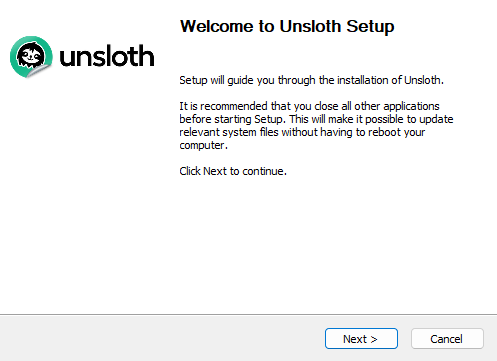 Welcome to Unsloth Setup
unsloth
Setup will guide you through the installation of Unsloth.
It is recommended that you close all other applications
before starting Setup. This will make it possible to update
relevant system files without having to reboot your
computer.
Click Next to continue.
Next >
Cancel